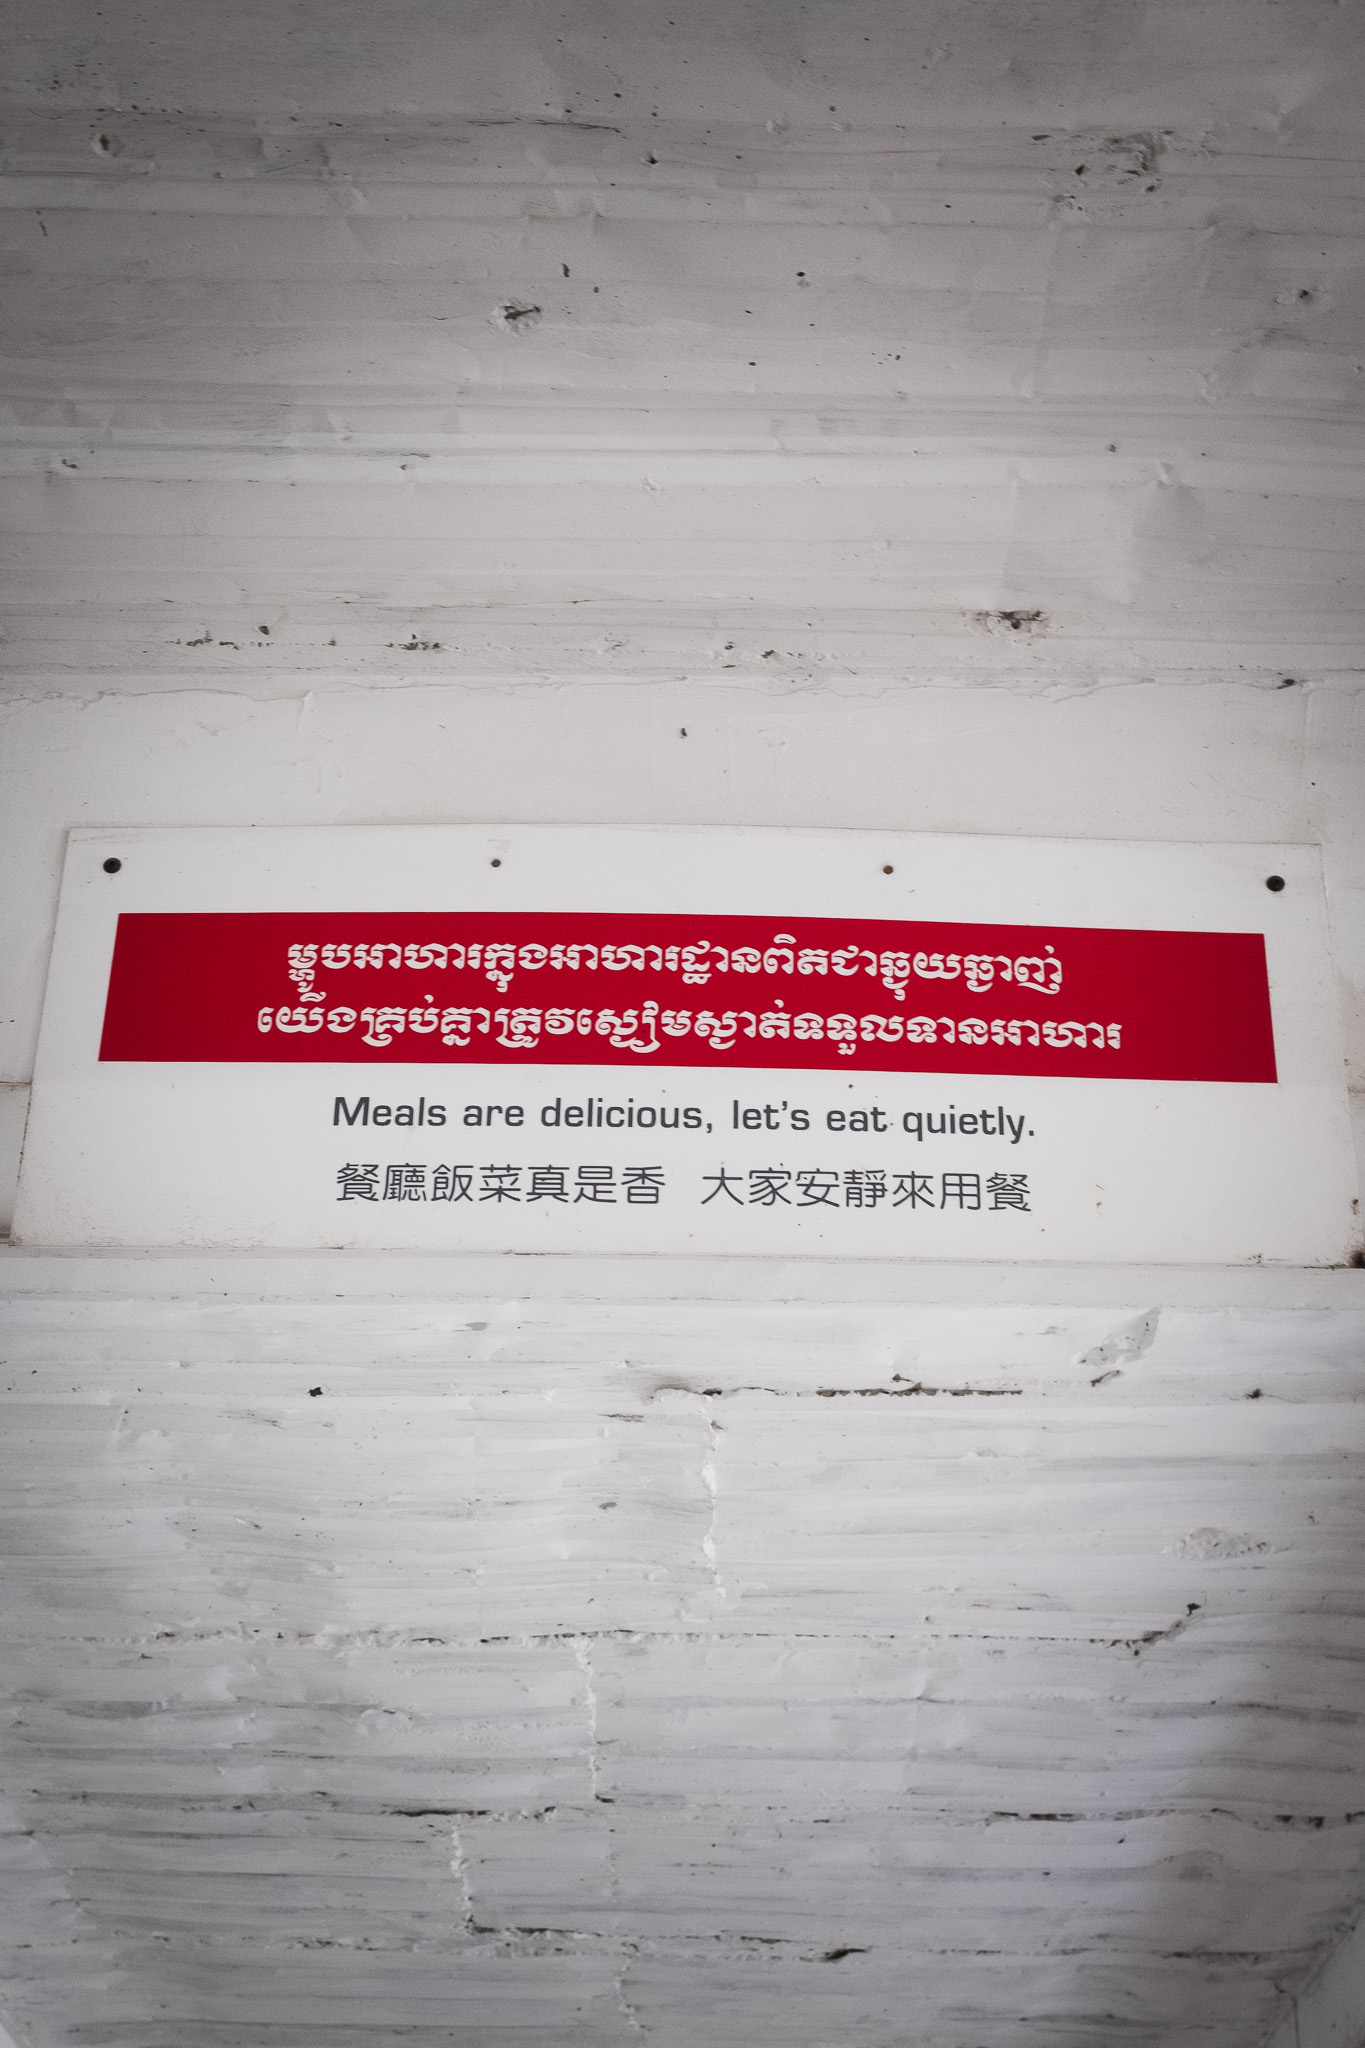 ម្ហូបអាហារក្នុងអាហារដ្ឋានពិតជាឆ្ងុយឆ្ងាញ់
យើងគ្រប់គ្នាត្រូវស្ងៀមស្ងាត់ទទួលទានអាហារ
Meals are delicious, let's eat quietly.
餐廳飯菜真是香 大家安靜來用餐